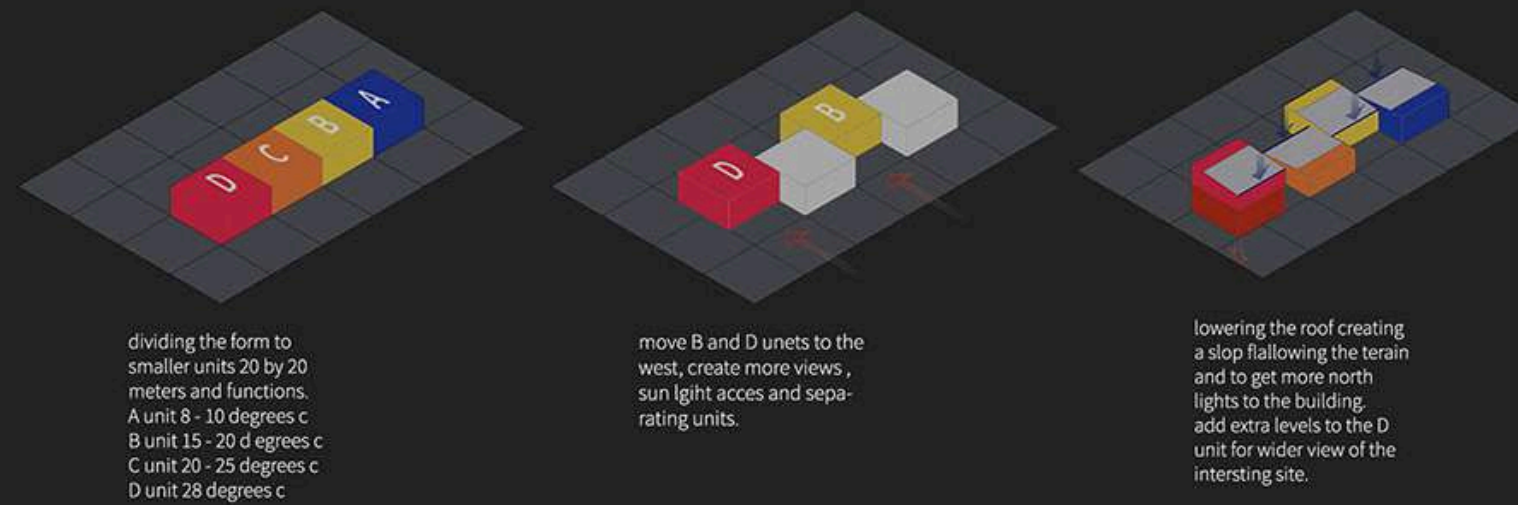 A
B
C
D
B
D
dividing the form to
smaller units 20 by 20
meters and functions.
A unit 8 - 10 degrees c
B unit 15 - 20 d egrees c
C unit 20 - 25 degrees c
D unit 28 degrees c
move B and D unets to the
west, create more views ,
sun lgiht acces and sepa-
rating units.
lowering the roof creating
a slop flallowing the terain
and to get more north
lights to the building.
add extra levels to the D
unit for wider view of the
intersting site.